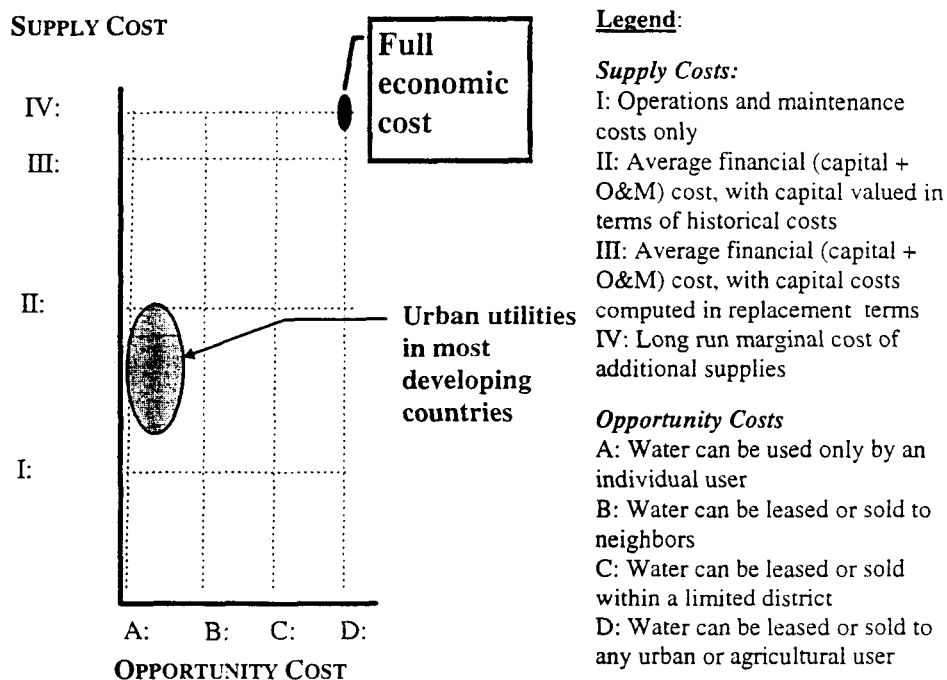 SUPPLY COST
Full
economic
cost
IV:
III:
II:
I:
Urban utilities
in most
developing
countries
A: B: C: D:
OPPORTUNITY COST
Legend:
Supply Costs:
I: Operations and maintenance
costs only
II: Average financial (capital +
O&M) cost, with capital valued in
terms of historical costs
III: Average financial (capital +
O&M) cost, with capital costs
computed in replacement terms
IV: Long run marginal cost of
additional supplies
Opportunity Costs
A: Water can be used only by an
individual user
B: Water can be leased or sold to
neighbors
C: Water can be leased or sold
within a limited district
D: Water can be leased or sold to
any urban or agricultural user